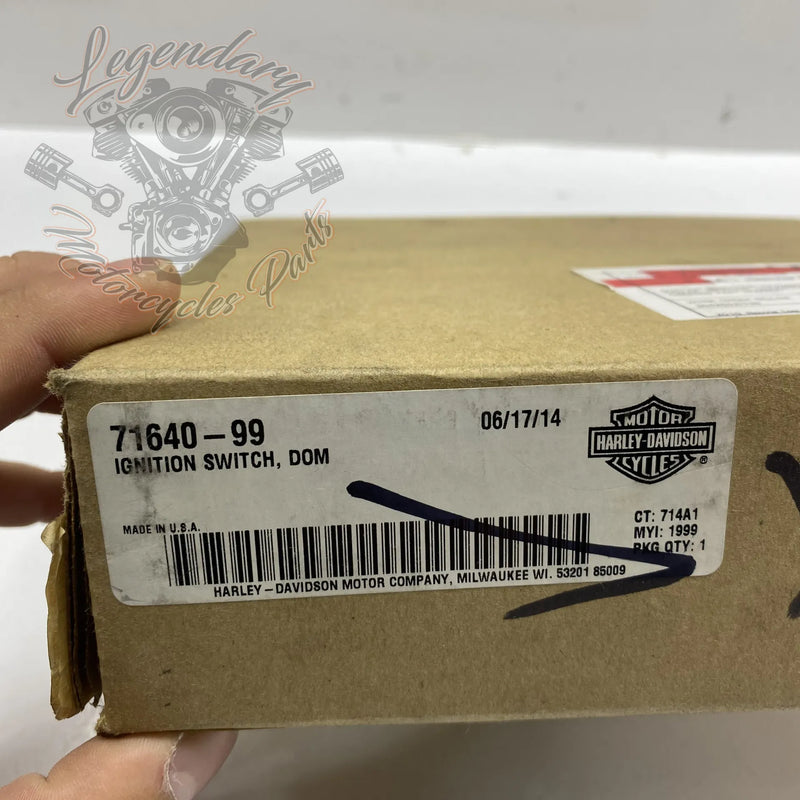 Legendary
Motorcycles Parts
71640-99
06/17/14
IGNITION SWITCH, DOM
MOTOR
HARLEY-DAVIDSON
CYCLES
®
MADE IN U.S.A.
CT: 714A1
MYI: 1999
PKG QTY: 1
HARLEY-DAVIDSON MOTOR COMPANY, MILWAUKEE WI. 53201 85009